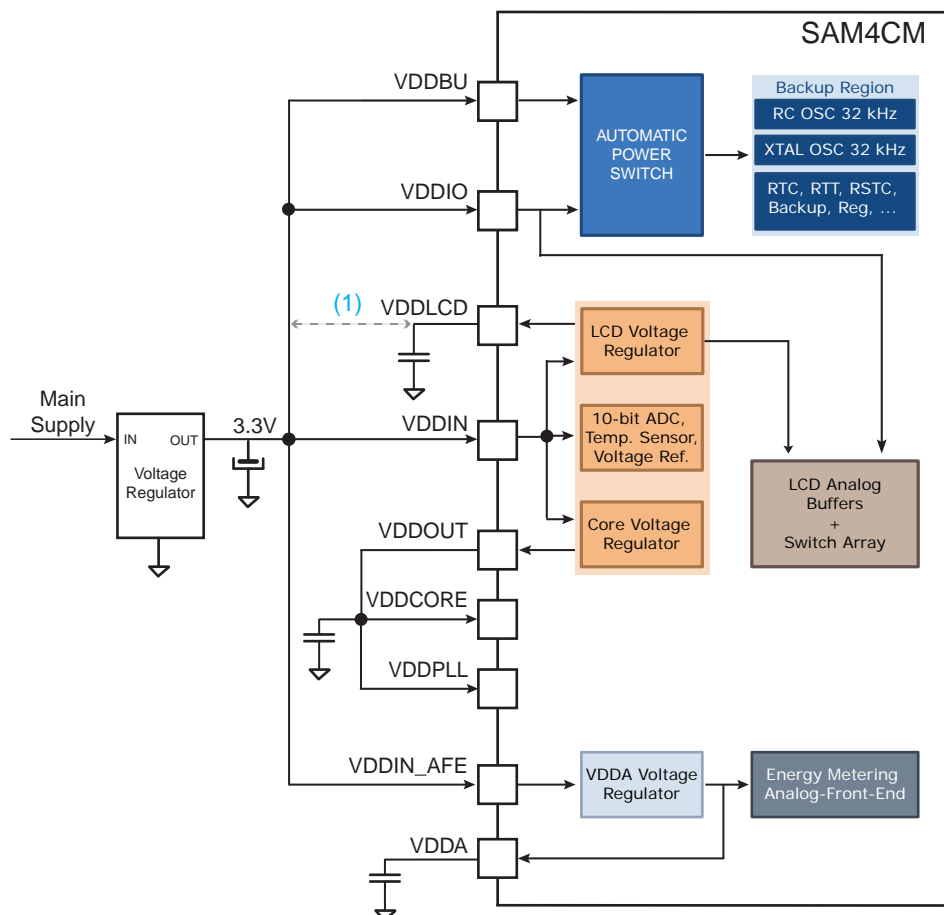 SAM4CM
VDDBU
Backup Region
RC OSC 32 kHz
AUTOMATIC
POWER
SWITCH
XTAL OSC 32 kHz
VDDIO
RTC, RTT, RSTC,
Backup, Reg, ...
(1)
VDDLCD
LCD Voltage
Regulator
Main
Supply
3.3V
VDDIN
10-bit ADC,
Temp. Sensor,
Voltage Ref.
IN
OUT
Voltage
Regulator
LCD Analog
Buffers
+
Switch Array
VDDOUT
Core Voltage
Regulator
VDDCORE
VDDPLL
VDDIN_AFE
VDDA Voltage
Regulator
Energy Metering
Analog-Front-End
VDDA